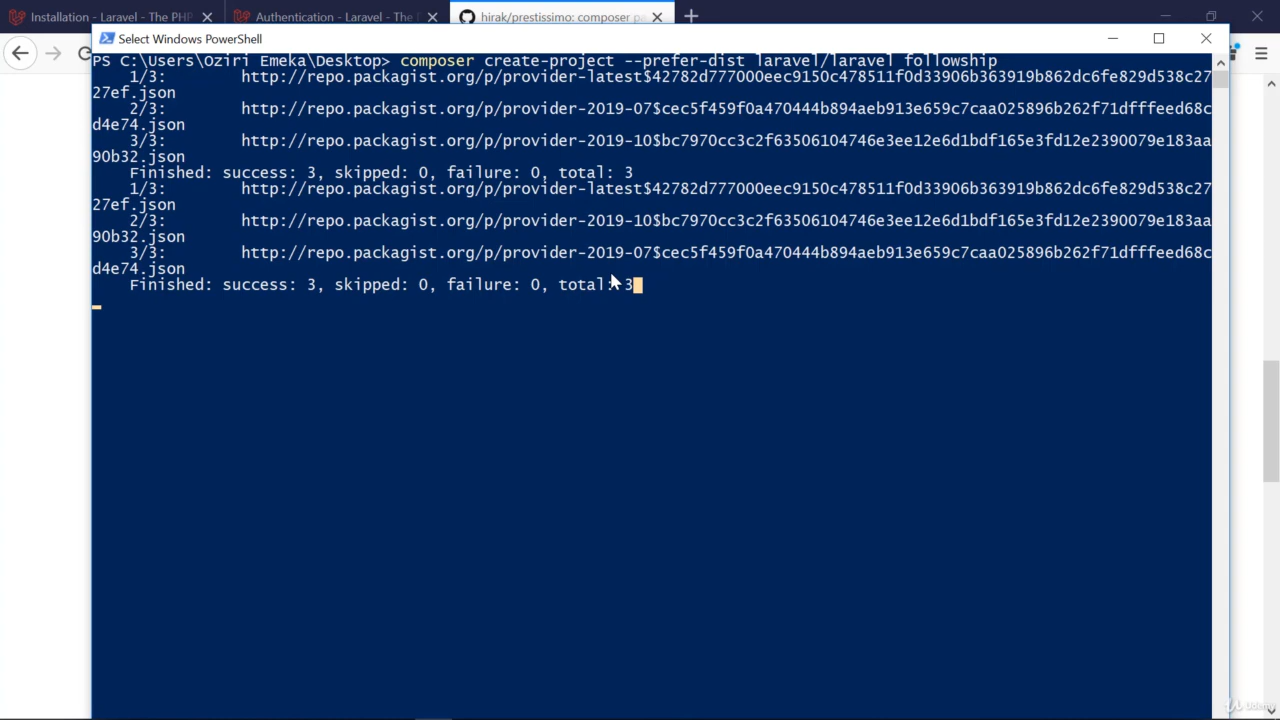 Installation - Laravel - The PHP
Authentication - Laravel - The
hirak/prestissimo: composer pa
Select Windows PowerShell
PS C:\Users\Oziri Emeka\Desktop> composer create-project --prefer-dist laravel/laravel followship
1/3: http://repo.packagist.org/p/provider-latest$42782d777000eec9150c478511f0d33906b363919b862dc6fe829d538c27
27ef.json
2/3: http://repo.packagist.org/p/provider-2019-07$cec5f459f0a470444b894aeb913e659c7caa025896b262f71dfffeed68c
d4e74.json
3/3: http://repo.packagist.org/p/provider-2019-10$bc7970cc3c2f63506104746e3ee12e6d1bdf165e3fd12e2390079e183aa
90b32.json
Finished: success: 3, skipped: 0, failure: 0, total: 3
1/3: http://repo.packagist.org/p/provider-latest$42782d777000eec9150c478511f0d33906b363919b862dc6fe829d538c27
27ef.json
2/3: http://repo.packagist.org/p/provider-2019-10$bc7970cc3c2f63506104746e3ee12e6d1bdf165e3fd12e2390079e183aa
90b32.json
3/3: http://repo.packagist.org/p/provider-2019-07$cec5f459f0a470444b894aeb913e659c7caa025896b262f71dfffeed68c
d4e74.json
Finished: success: 3, skipped: 0, failure: 0, total: 3
Udemy